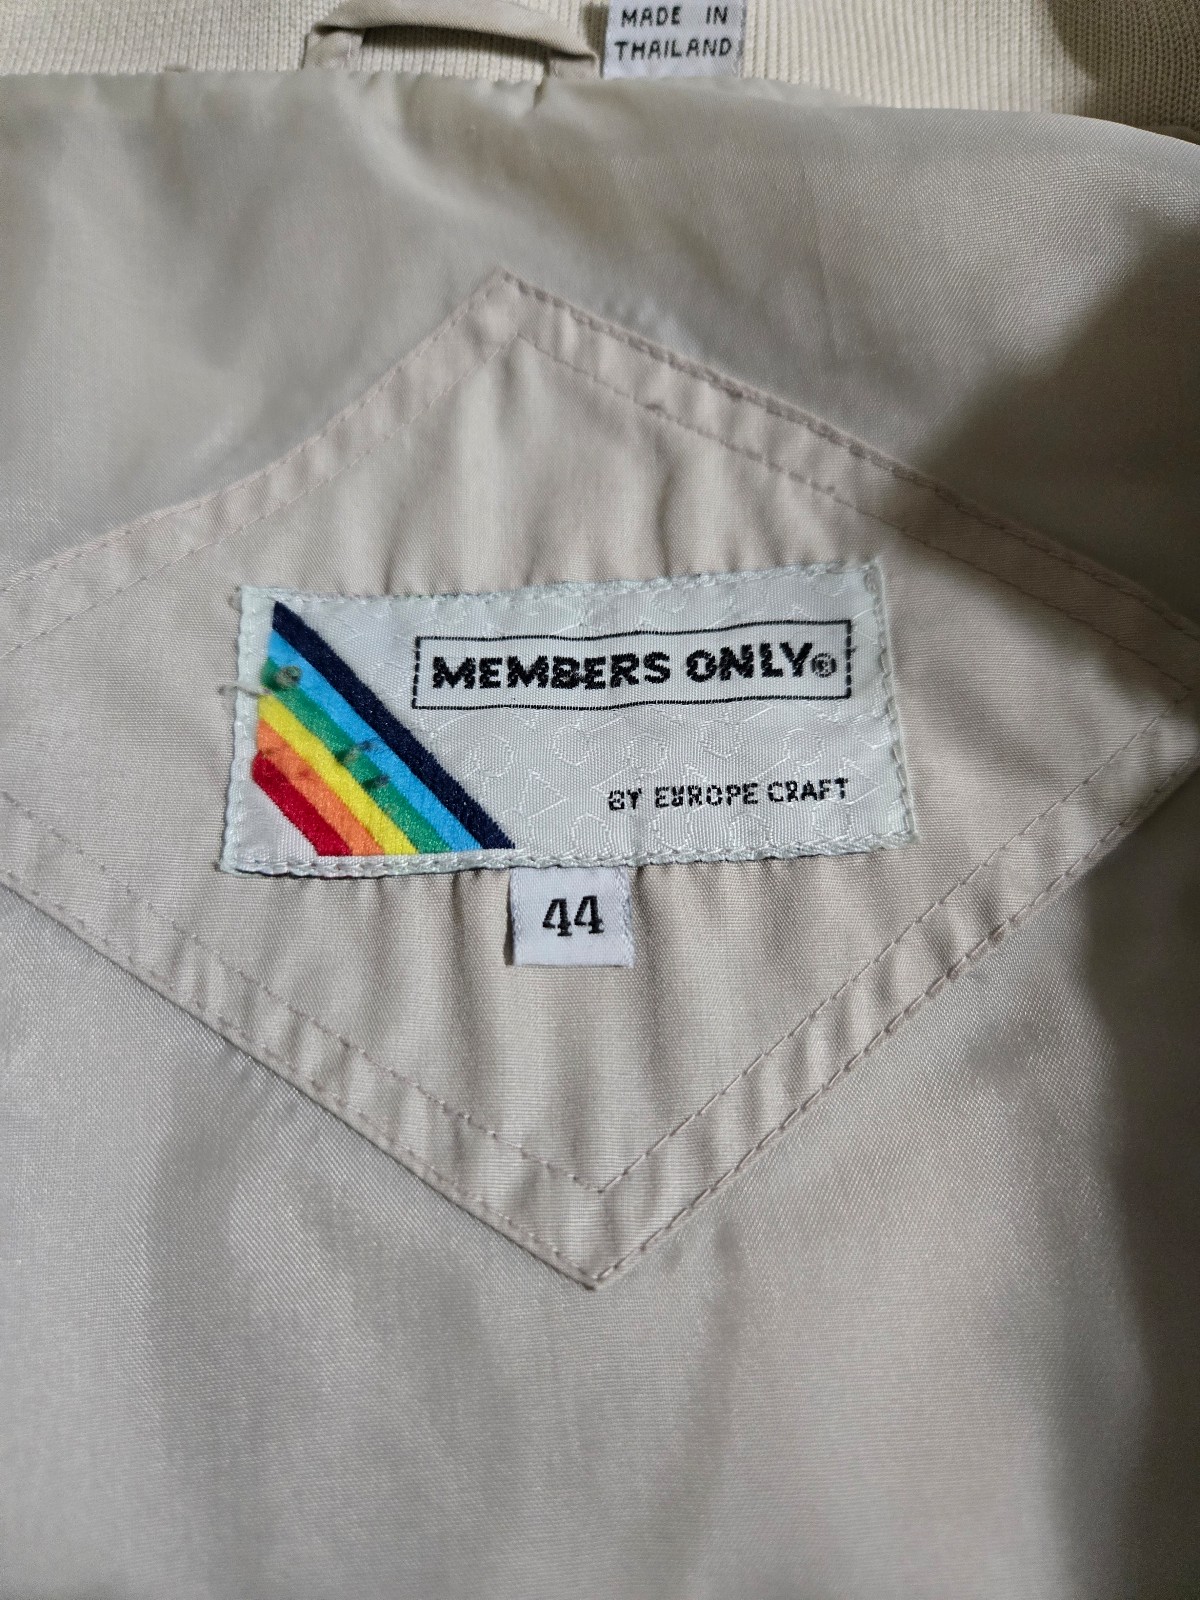 MADE IN
THAILAND
MEMBERS ONLY®
BY EUROPE CRAFT
44